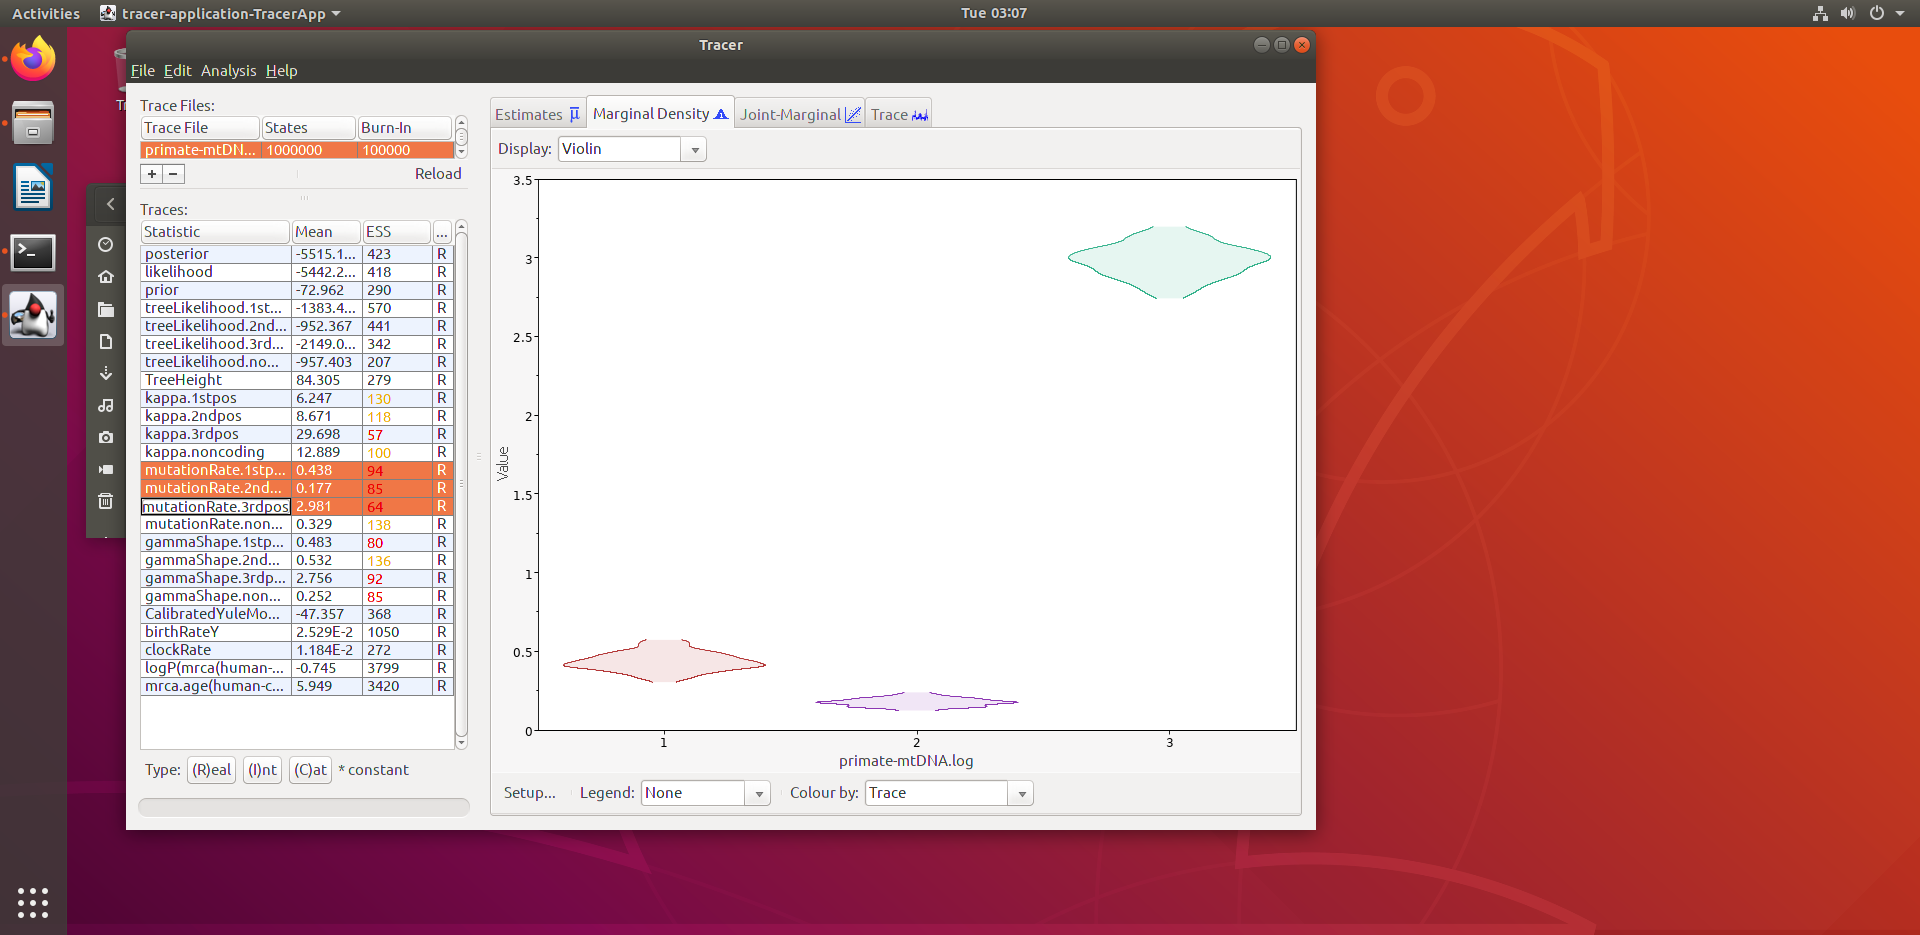 Activities tracer-application-TracerApp Tue 03:07
Tracer
File Edit Analysis Help
Trace Files:
Trace File States Burn-In
primate-mtDN... 1000000 100000
+ − Reload
Traces:
Statistic Mean ESS ...
posterior -5515.1... 423 R
likelihood -5442.2... 418 R
prior -72.962 290 R
treeLikelihood.1st... -1383.4... 570 R
treeLikelihood.2nd... -952.367 441 R
treeLikelihood.3rd... -2149.0... 342 R
treeLikelihood.no... -957.403 207 R
TreeHeight 84.305 279 R
kappa.1stpos 6.247 130 R
kappa.2ndpos 8.671 118 R
kappa.3rdpos 29.698 57 R
kappa.noncoding 12.889 100 R
mutationRate.1stp... 0.438 94 R
mutationRate.2nd... 0.177 85 R
mutationRate.3rdpos 2.981 64 R
mutationRate.non... 0.329 138 R
gammaShape.1stp... 0.483 80 R
gammaShape.2nd... 0.532 136 R
gammaShape.3rdp... 2.756 92 R
gammaShape.non... 0.252 85 R
CalibratedYuleMo... -47.357 368 R
birthRateY 2.529E-2 1050 R
clockRate 1.184E-2 272 R
logP(mrca(human-... -0.745 3799 R
mrca.age(human-c... 5.949 3420 R
Type: (R)eal (I)nt (C)at * constant
Estimates μ Marginal Density Joint-Marginal Trace
Display: Violin
3.5
3
2.5
2
1.5
1
0.5
0
Value
1 2 3
primate-mtDNA.log
Setup... Legend: None Colour by: Trace